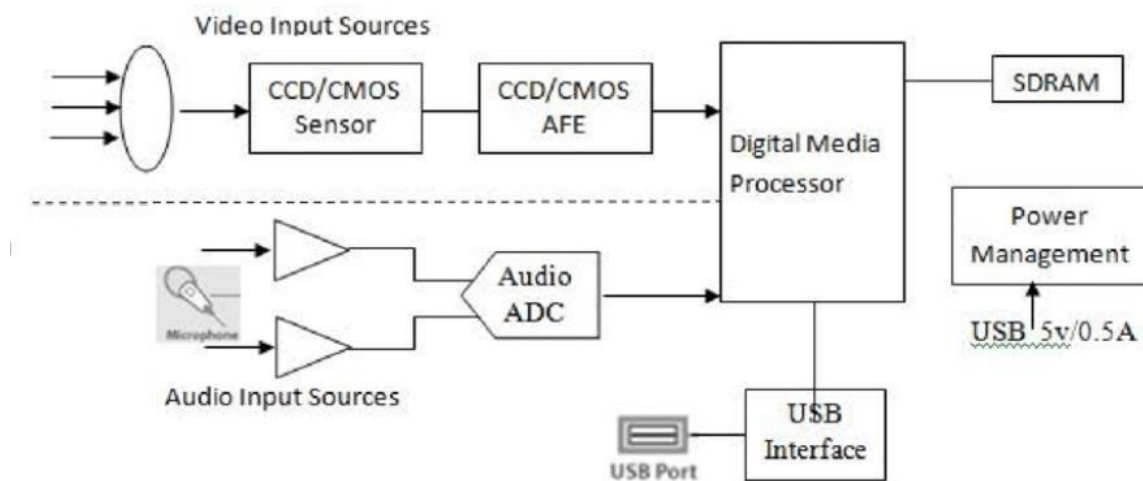 Video Input Sources
CCD/CMOS
Sensor
CCD/CMOS
AFE
Digital Media
Processor
SDRAM
Power
Management
USB 5v/0.5A
Audio
ADC
Microphone
Audio Input Sources
USB
Interface
USB Port